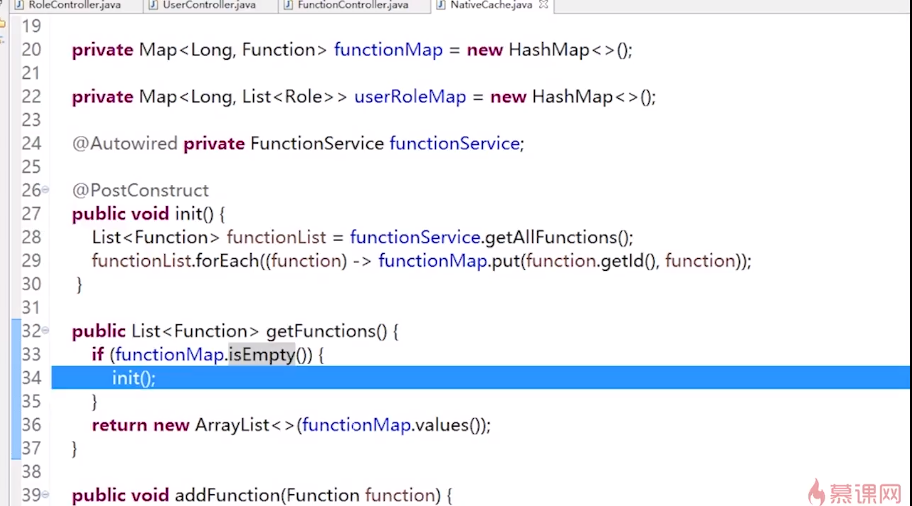 RoleController.java UserController.java FunctionController.java NativeCache.java
19
20 private Map<Long, Function> functionMap = new HashMap<>();
21
22 private Map<Long, List<Role>> userRoleMap = new HashMap<>();
23
24 @Autowired private FunctionService functionService;
25
26 @PostConstruct
27 public void init() {
28 List<Function> functionList = functionService.getAllFunctions();
29 functionList.forEach((function) -> functionMap.put(function.getId(), function));
30 }
31
32 public List<Function> getFunctions() {
33 if (functionMap.isEmpty()) {
34 init();
35 }
36 return new ArrayList<>(functionMap.values());
37 }
38
39 public void addFunction(Function function) {
慕课网